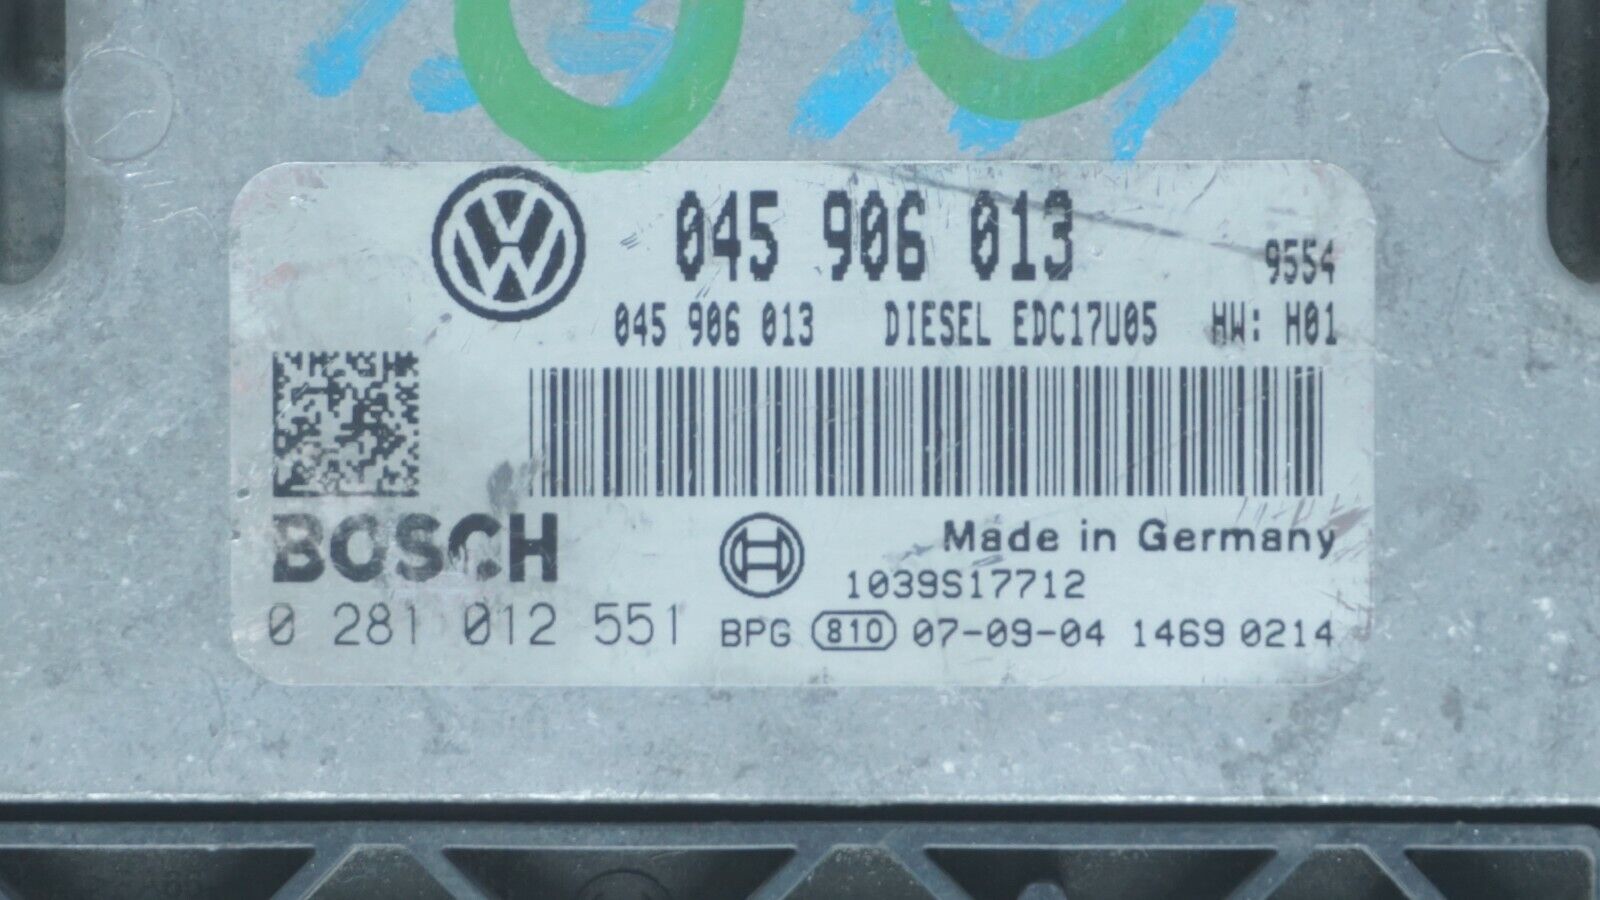 045 906 013
9554
045 906 013 DIESEL EDC17U05 HW: H01
BOSCH
Made in Germany
1039S17712
0 281 012 551 BPG 810 07-09-04 1469 0214